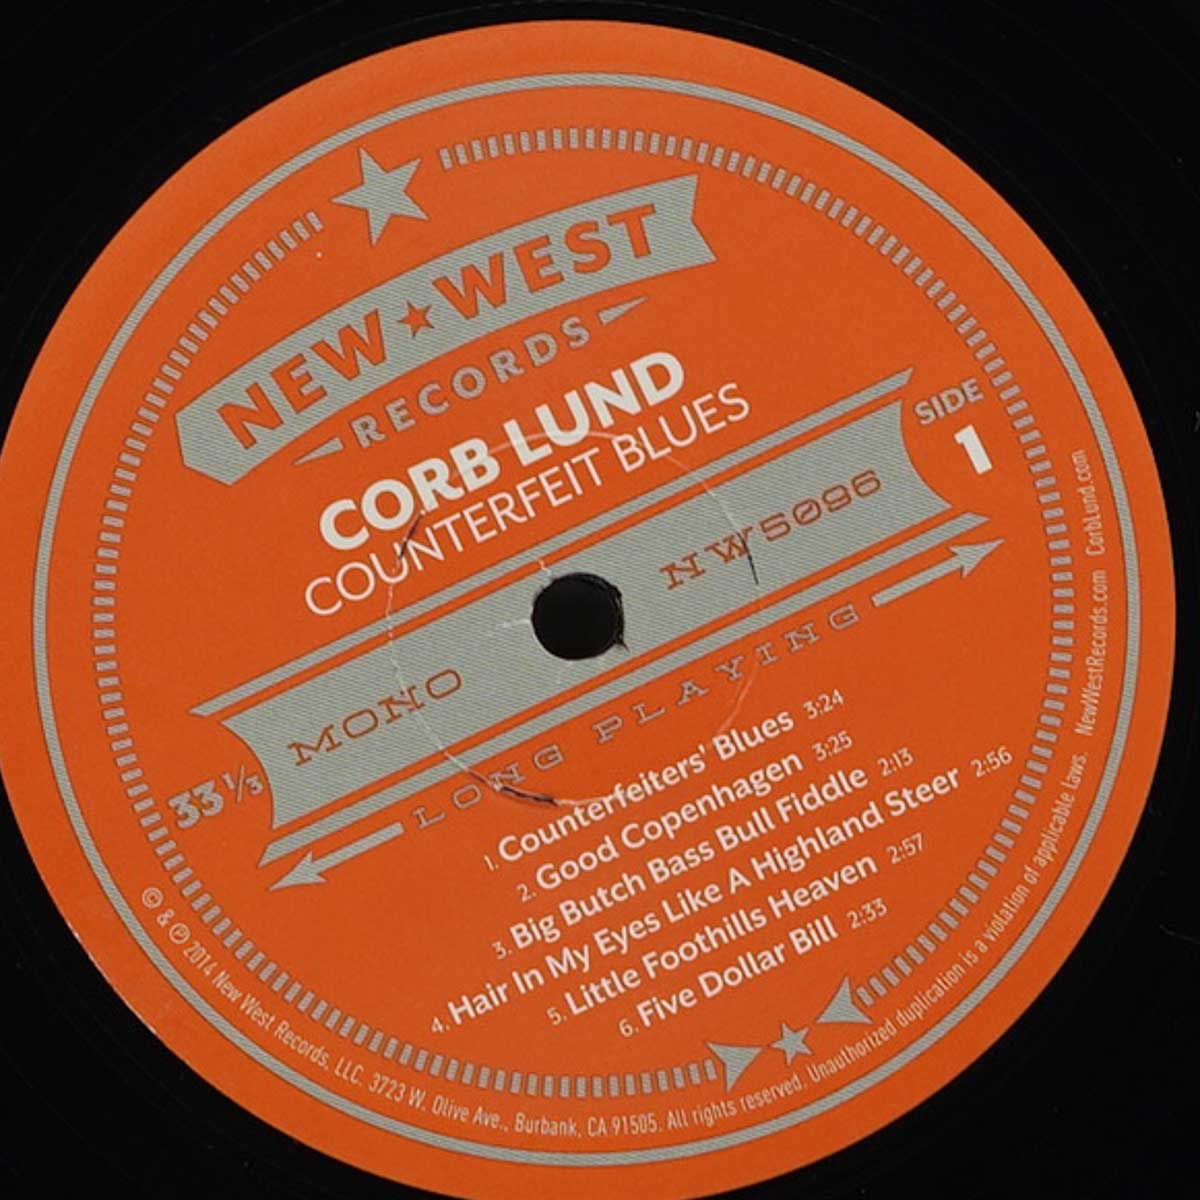 NEW★WEST
RECORDS
CORB LUND
COUNTERFEIT BLUES
SIDE
1
MONO NW5096
33 1/3
LONG PLAYING
1. Counterfeiters' Blues 3:24
2. Good Copenhagen 3:25
3. Big Butch Bass Bull Fiddle 2:13
4. Hair In My Eyes Like A Highland Steer 2:56
5. Little Foothills Heaven 2:57
6. Five Dollar Bill 2:33
© & ℗ 2014 New West Records, LLC. 3723 W. Olive Ave., Burbank, CA 91505. All rights reserved. Unauthorized duplication is a violation of applicable laws. NewWestRecords.com CorbLund.com